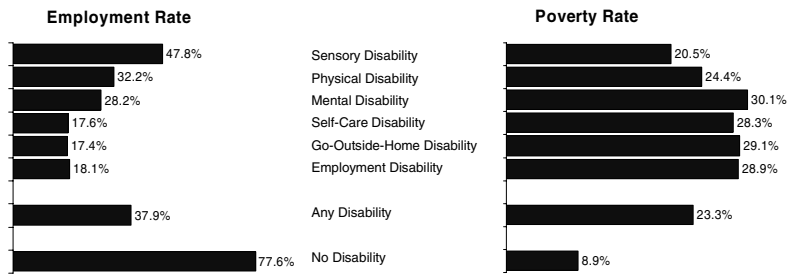 Employment Rate
Poverty Rate
47.8% Sensory Disability 20.5%
32.2% Physical Disability 24.4%
28.2% Mental Disability 30.1%
17.6% Self-Care Disability 28.3%
17.4% Go-Outside-Home Disability 29.1%
18.1% Employment Disability 28.9%
37.9% Any Disability 23.3%
77.6% No Disability 8.9%